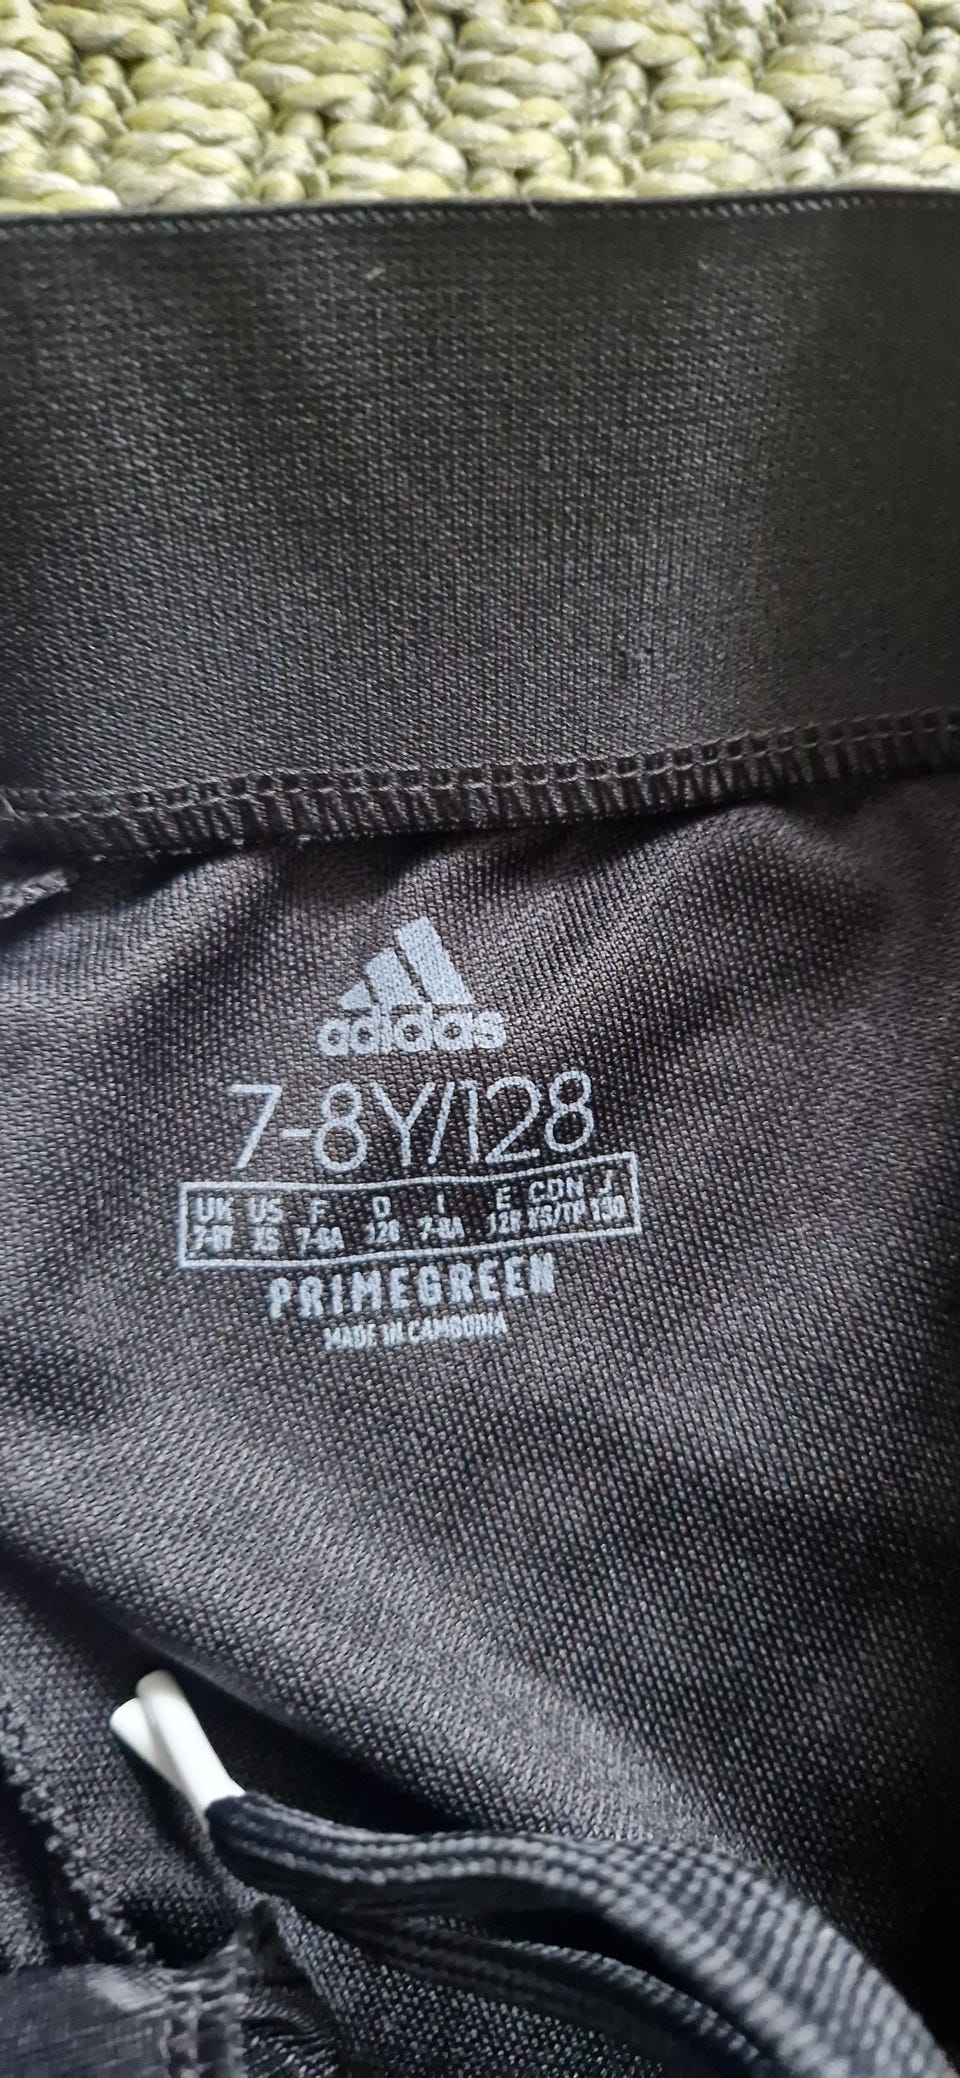 adidas
7-8Y/128
UK US F D I E CDN J
7-8Y XS 7-8A 128 7-8A 128 XS/TP 130
PRIMEGREEN
MADE IN CAMBODIA